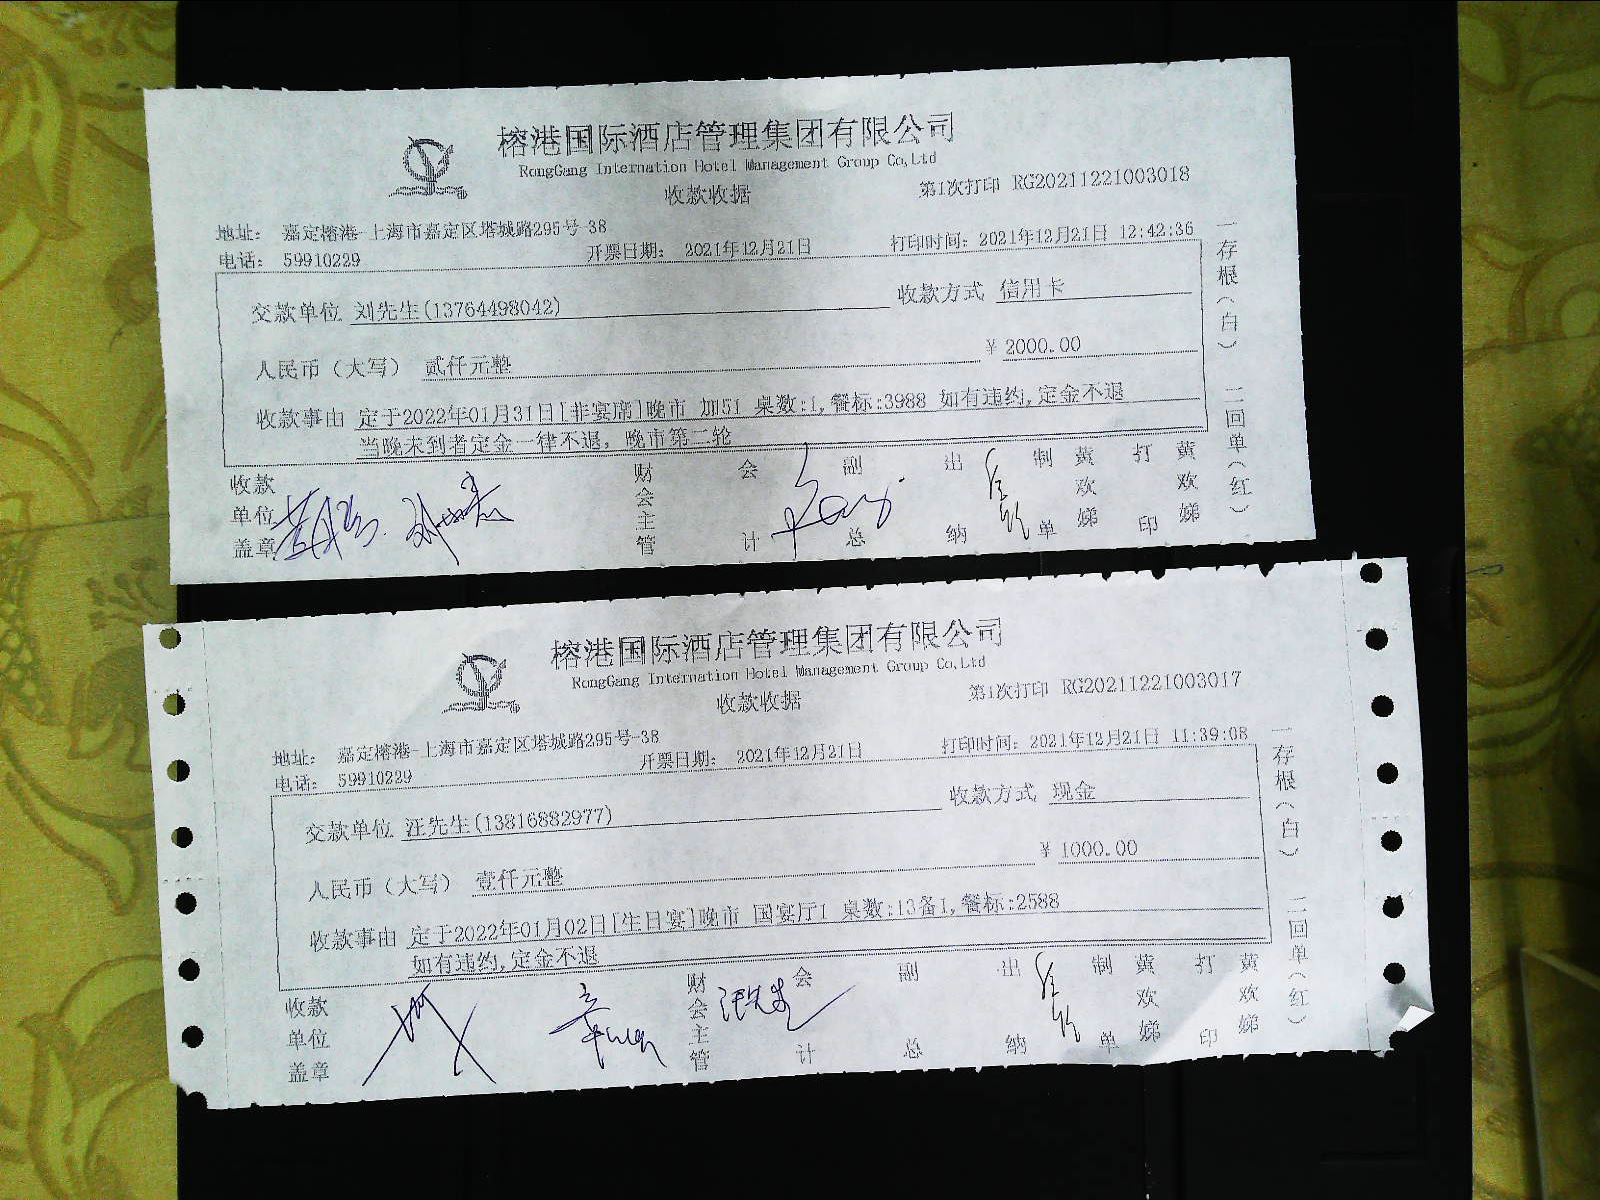 榕港国际酒店管理集团有限公司
RongGang Internation Hotel Management Group Co,Ltd
收款收据
第1次打印 RG20211221003018
地址： 嘉定榕港-上海市嘉定区塔城路295号-38
电话： 59910229
开票日期： 2021年12月21日
打印时间：2021年12月21日 12:42:36
交款单位 刘先生(13764498042)
收款方式 信用卡
人民币（大写） 贰仟元整
¥ 2000.00
收款事由 定于2022年01月31日[非宴席]晚市 加51 桌数:1,餐标:3988 如有违约,定金不退
当晚未到者定金一律不退，晚市第二轮
收款单位盖章
财会主管
会计
副总
出纳
制单 黄欢娣
打印 黄欢娣
一存根（白） 二回单（红）
榕港国际酒店管理集团有限公司
RongGang Internation Hotel Management Group Co,Ltd
收款收据
第1次打印 RG20211221003017
地址： 嘉定榕港-上海市嘉定区塔城路295号-38
电话： 59910229
开票日期： 2021年12月21日
打印时间：2021年12月21日 11:39:08
交款单位 汪先生(13816882977)
收款方式 现金
人民币（大写） 壹仟元整
¥ 1000.00
收款事由 定于2022年01月02日[生日宴]晚市 国宴厅1 桌数:13备1,餐标:2588
如有违约,定金不退
收款单位盖章
财会主管
汪先生
会计
副总
出纳
制单 黄欢娣
打印 黄欢娣
一存根（白） 二回单（红）